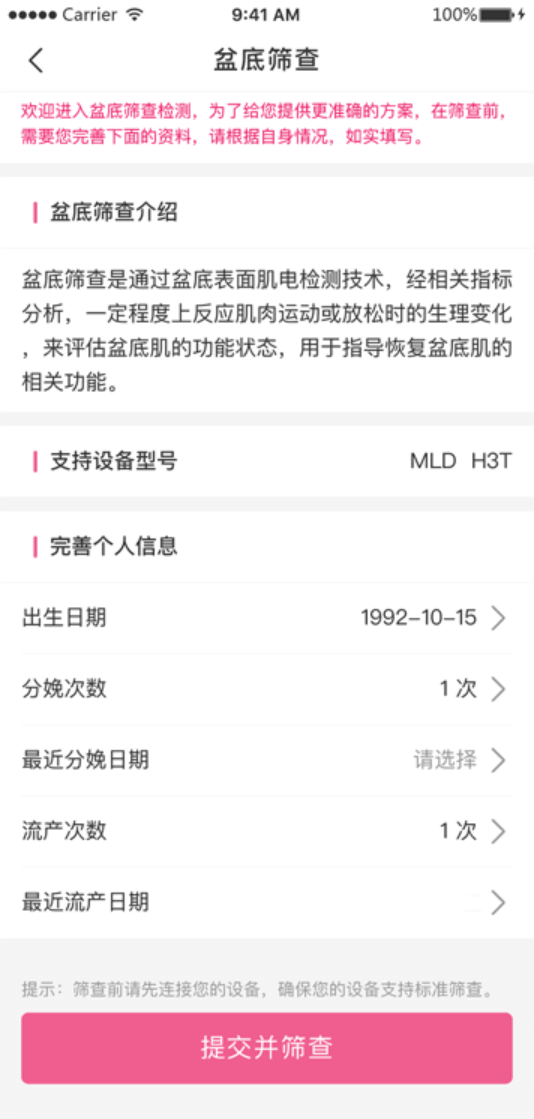 ●●●●● Carrier 9:41 AM 100%
盆底筛查
欢迎进入盆底筛查检测，为了给您提供更准确的方案，在筛查前，
需要您完善下面的资料，请根据自身情况，如实填写。
盆底筛查介绍
盆底筛查是通过盆底表面肌电检测技术，经相关指标
分析，一定程度上反应肌肉运动或放松时的生理变化
，来评估盆底肌的功能状态，用于指导恢复盆底肌的
相关功能。
支持设备型号 MLD H3T
完善个人信息
出生日期 1992-10-15
分娩次数 1 次
最近分娩日期 请选择
流产次数 1 次
最近流产日期
提示：筛查前请先连接您的设备，确保您的设备支持标准筛查。
提交并筛查